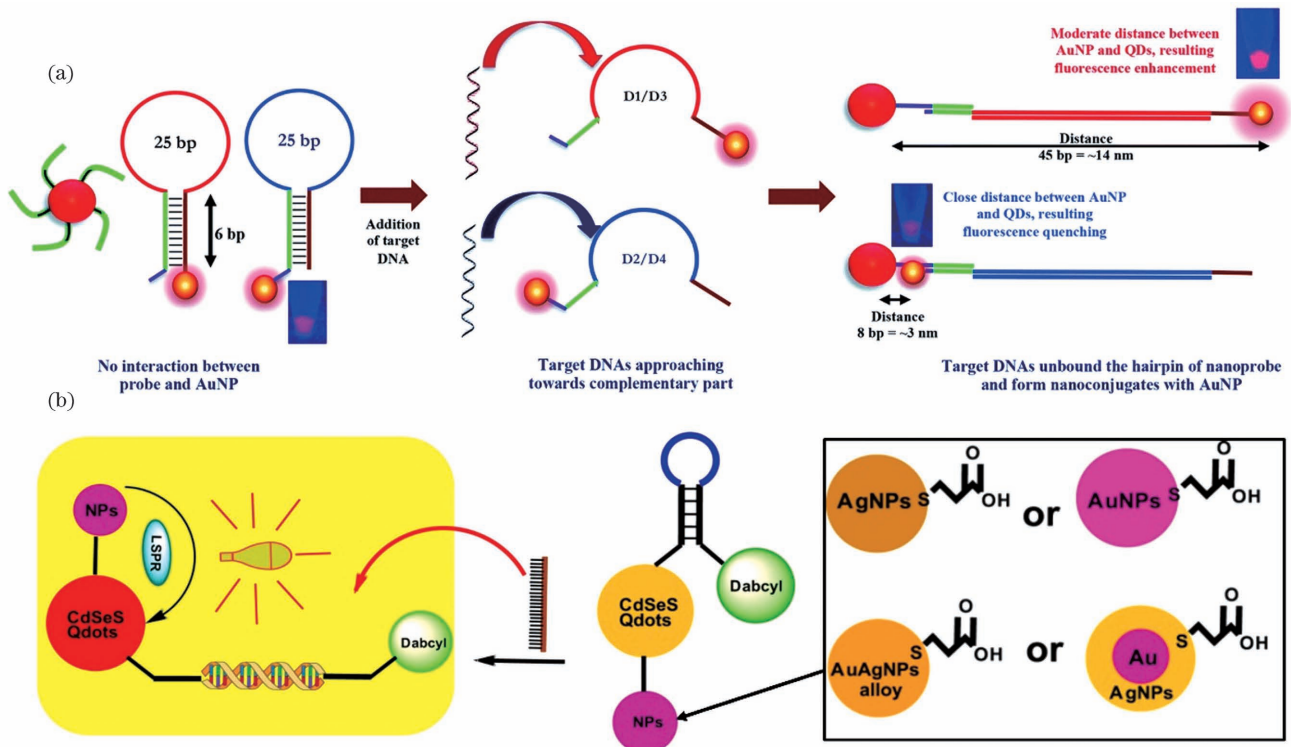 (a)
25 bp
25 bp
6 bp
No interaction between
probe and AuNP
Addition
of target
DNA
D1/D3
D2/D4
Target DNAs approaching
towards complementary part
Moderate distance between
AuNP and QDs, resulting
fluorescence enhancement
Distance
45 bp = ~14 nm
Close distance between AuNP
and QDs, resulting
fluorescence quenching
Distance
8 bp = ~3 nm
Target DNAs unbound the hairpin of nanoprobe
and form nanoconjugates with AuNP
(b)
NPs
LSPR
CdSeS
Qdots
Dabcyl
CdSeS
Qdots
Dabcyl
NPs
AgNPs
S
O
OH
or
AuNPs
S
O
OH
AuAgNPs
alloy
S
O
OH
or
Au
AgNPs
S
O
OH